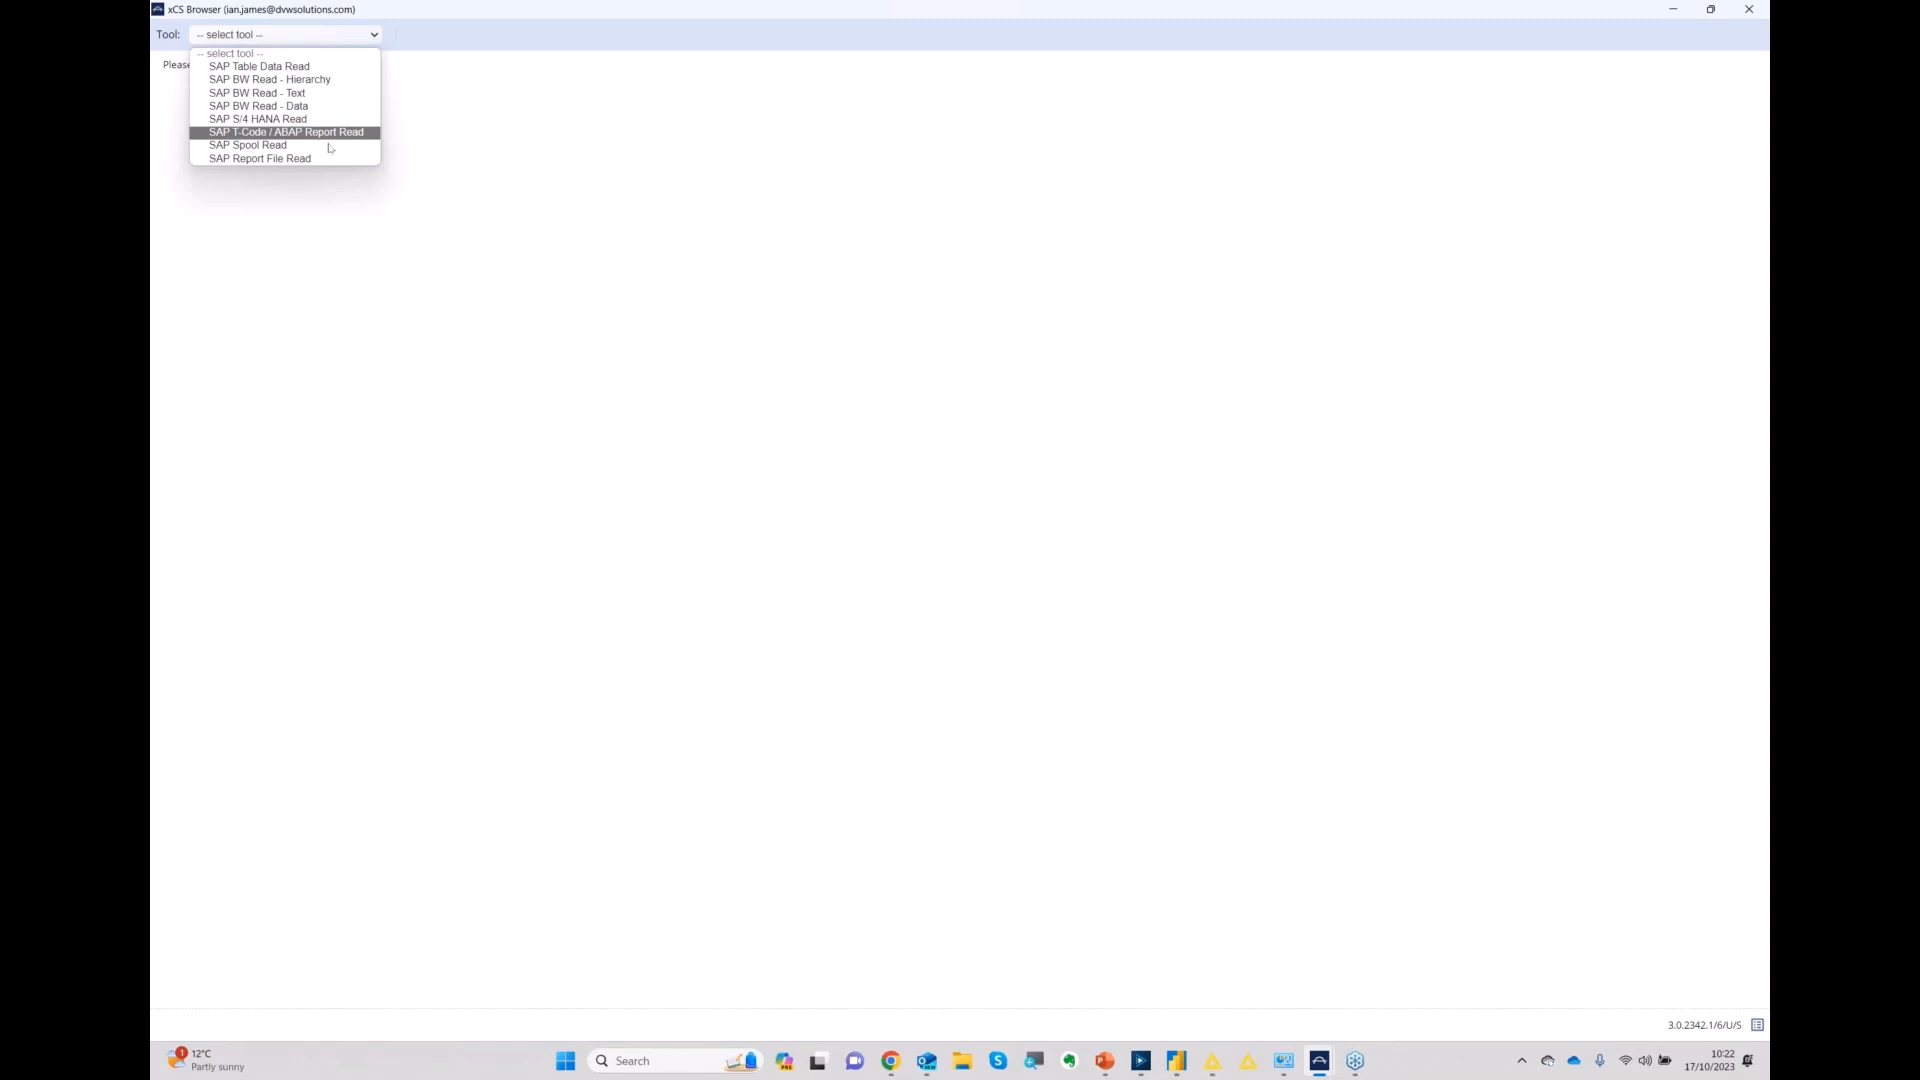 xCS Browser (ian.james@dvwsolutions.com)
Tool: -- select tool --
-- select tool --
Please
SAP Table Data Read
SAP BW Read - Hierarchy
SAP BW Read - Text
SAP BW Read - Data
SAP S/4 HANA Read
SAP T-Code / ABAP Report Read
SAP Spool Read
SAP Report File Read
3.0.2342.1/6/U/S
1
12°C
Partly sunny
Search
PRE
NEW
10:22
17/10/2023